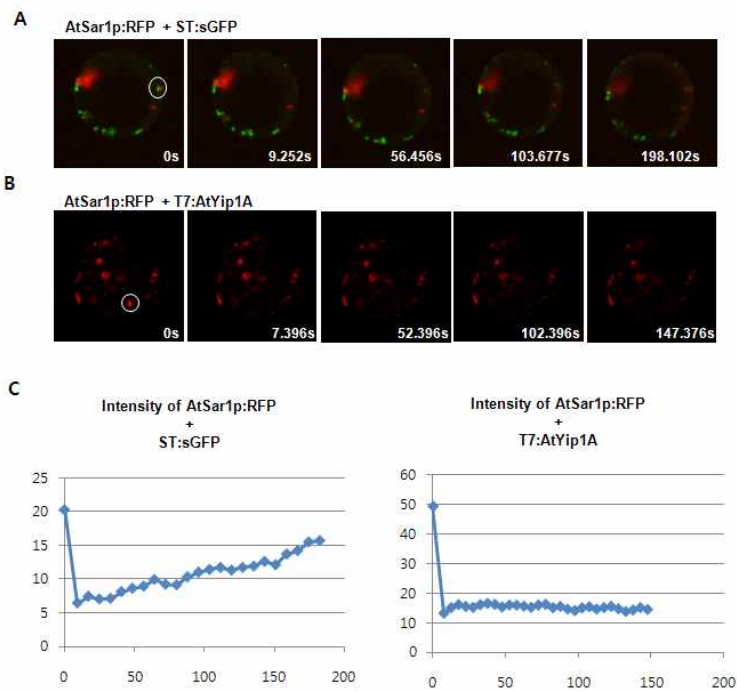 A
AtSar1p:RFP + ST:sGFP
0s
9.252s
56.456s
103.677s
198.102s
B
AtSar1p:RFP + T7:AtYip1A
0s
7.396s
52.396s
102.396s
147.376s
C
Intensity of AtSar1p:RFP
+
ST:sGFP
25
20
15
10
5
0
0 50 100 150 200
Intensity of AtSar1p:RFP
+
T7:AtYip1A
60
50
40
30
20
10
0
0 50 100 150 200